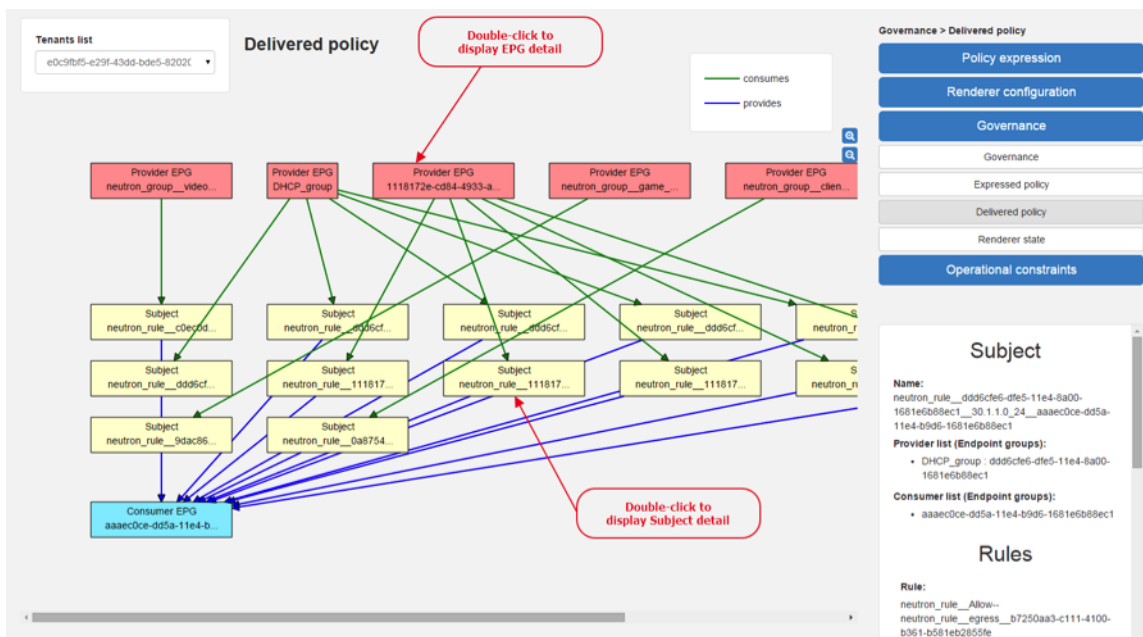 Tenants list
e0c9fbf5-e29f-43dd-bde5-8202(
Delivered policy
Double-click to
display EPG detail
consumes
provides
Governance > Delivered policy
Policy expression
Renderer configuration
Governance
Governance
Expressed policy
Delivered policy
Renderer state
Operational constraints
Provider EPG
neutron_group__video...
Provider EPG
DHCP_group
Provider EPG
1118172e-cd84-4933-a...
Provider EPG
neutron_group__game_...
Provider EPG
neutron_group__clien...
Subject
neutron_rule__c0ec0d...
Subject
neutron_rule__ddd6cf...
Subject
neutron_rule__ddd6cf...
Subject
neutron_rule__ddd6cf...
S
neutron_r
Subject
neutron_rule__ddd6cf...
Subject
neutron_rule__111817...
Subject
neutron_rule__111817...
Subject
neutron_rule__111817...
S
neutron_r
Subject
neutron_rule__9dac86...
Subject
neutron_rule__0a8754...
Consumer EPG
aaaec0ce-dd5a-11e4-b...
Double-click to
display Subject detail
Subject
Name:
neutron_rule__ddd6cfe6-dfe5-11e4-8a00-
1681e6b88ec1__30.1.1.0_24__aaaec0ce-dd5a-
11e4-b9d6-1681e6b88ec1
Provider list (Endpoint groups):
• DHCP_group : ddd6cfe6-dfe5-11e4-8a00-
1681e6b88ec1
Consumer list (Endpoint groups):
• aaaec0ce-dd5a-11e4-b9d6-1681e6b88ec1
Rules
Rule:
neutron_rule__Allow--
neutron_rule__egress__b7250aa3-c111-4100-
b361-b581eb2855fe